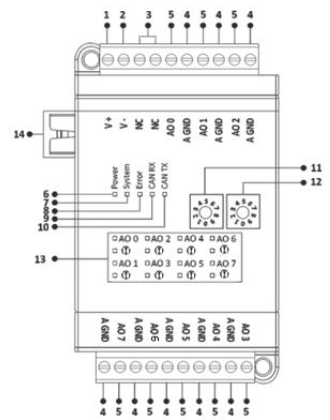 1 2 3 5 4 5 4 5 4
V+ V- NC NC AO 0 A GND AO 1 A GND AO 2 A GND
14
Power System Error CAN RX CAN TX
11
12
6
7
8
9
10
13
AO 0 AO 2 AO 4 AO 6
AO 1 AO 3 AO 5 AO 7
A GND AO 7 A GND AO 6 A GND AO 5 A GND AO 4 A GND AO 3
4 5 4 5 4 5 4 5 4 5